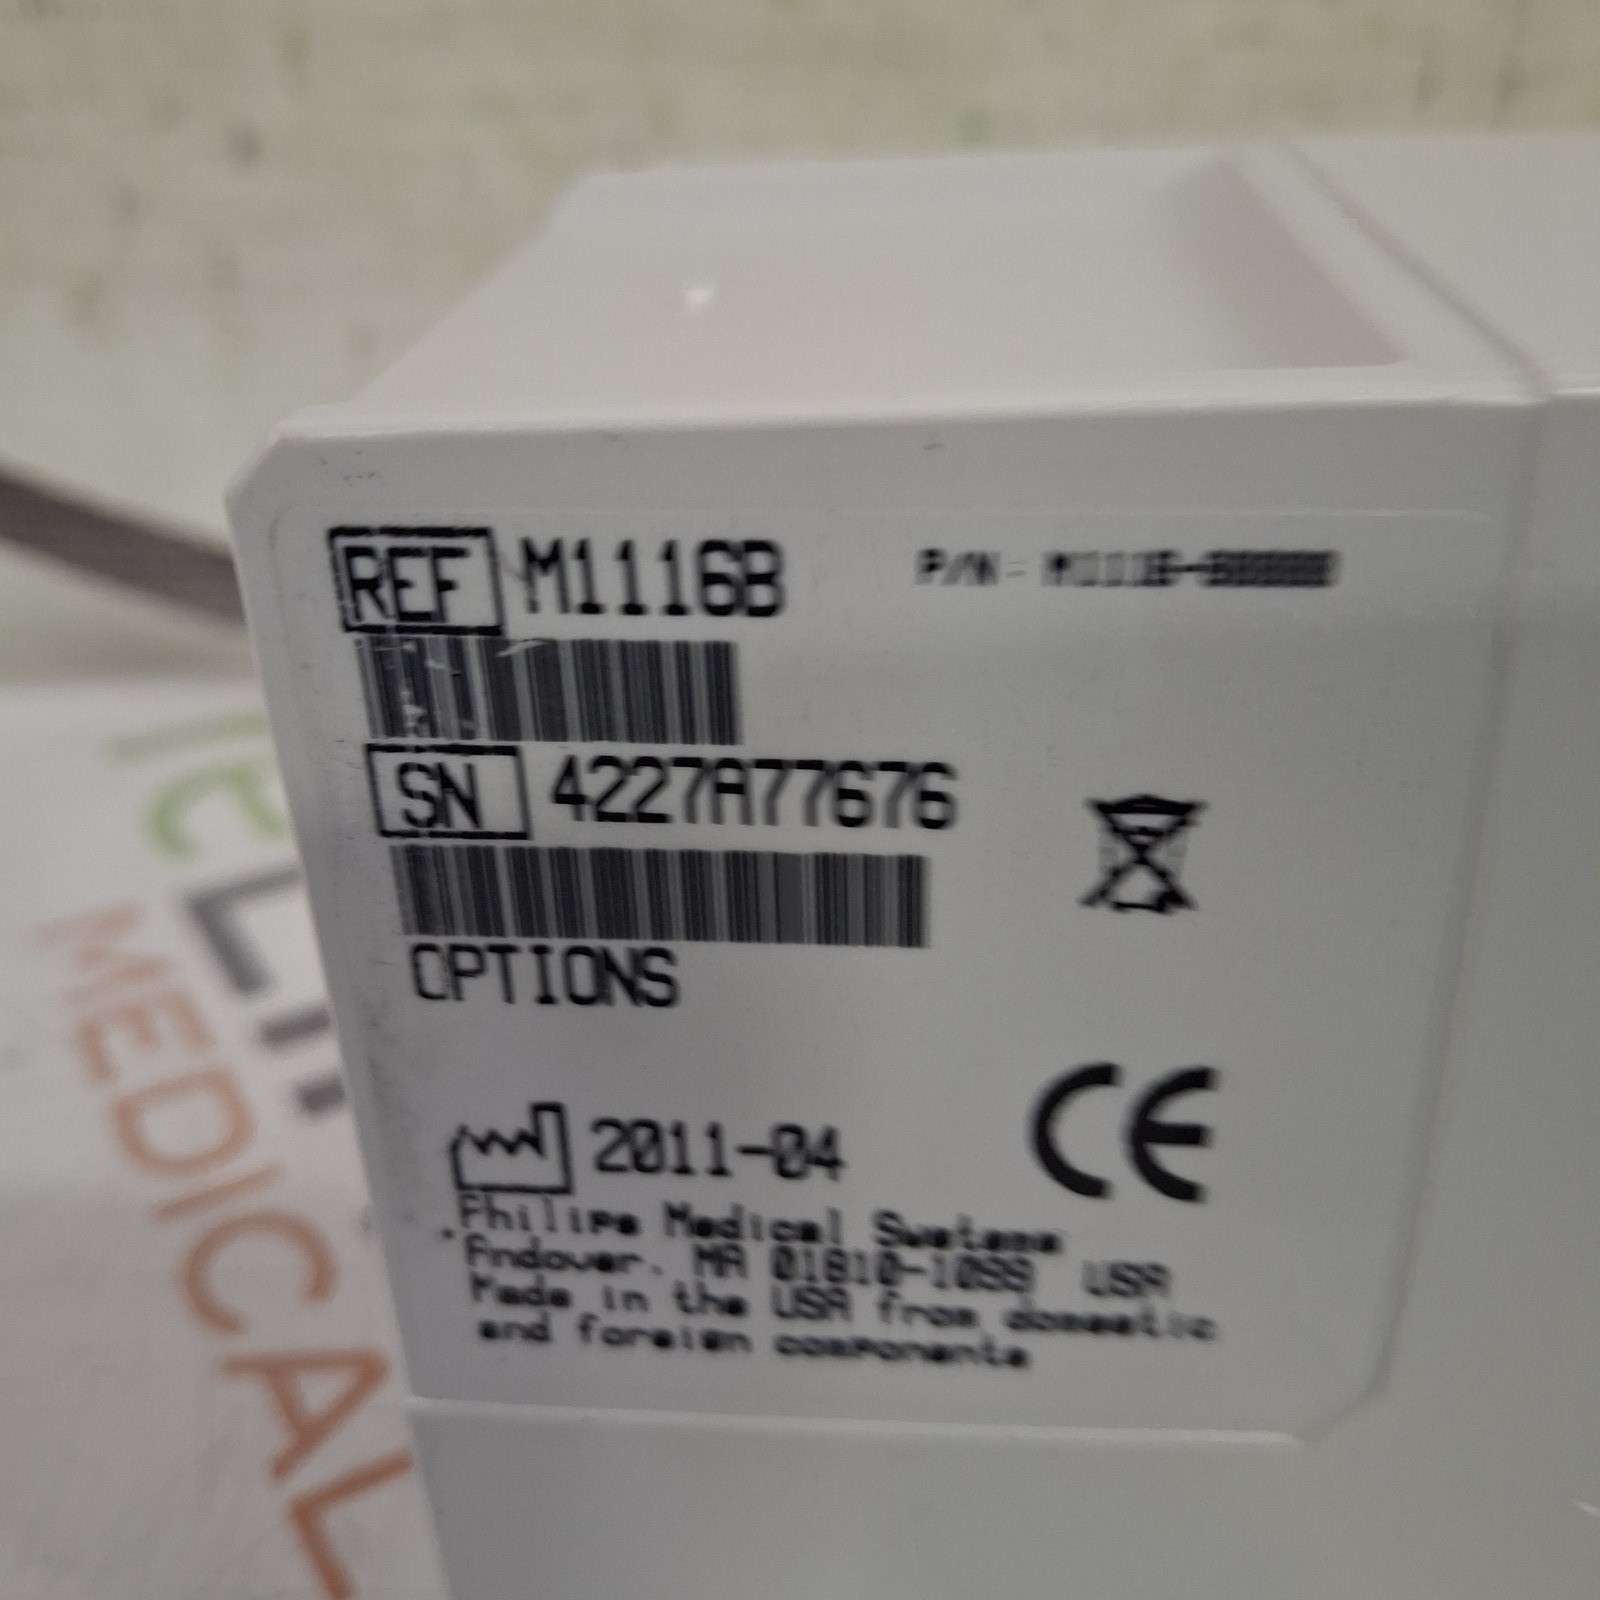 REF M1116B
P/N:
SN 4227A77676
OPTIONS
2011-04
CE
Philips Medical Systems
Andover, MA 01810-1099 USA
Made in the USA from domestic
and foreign components
MEDICAL